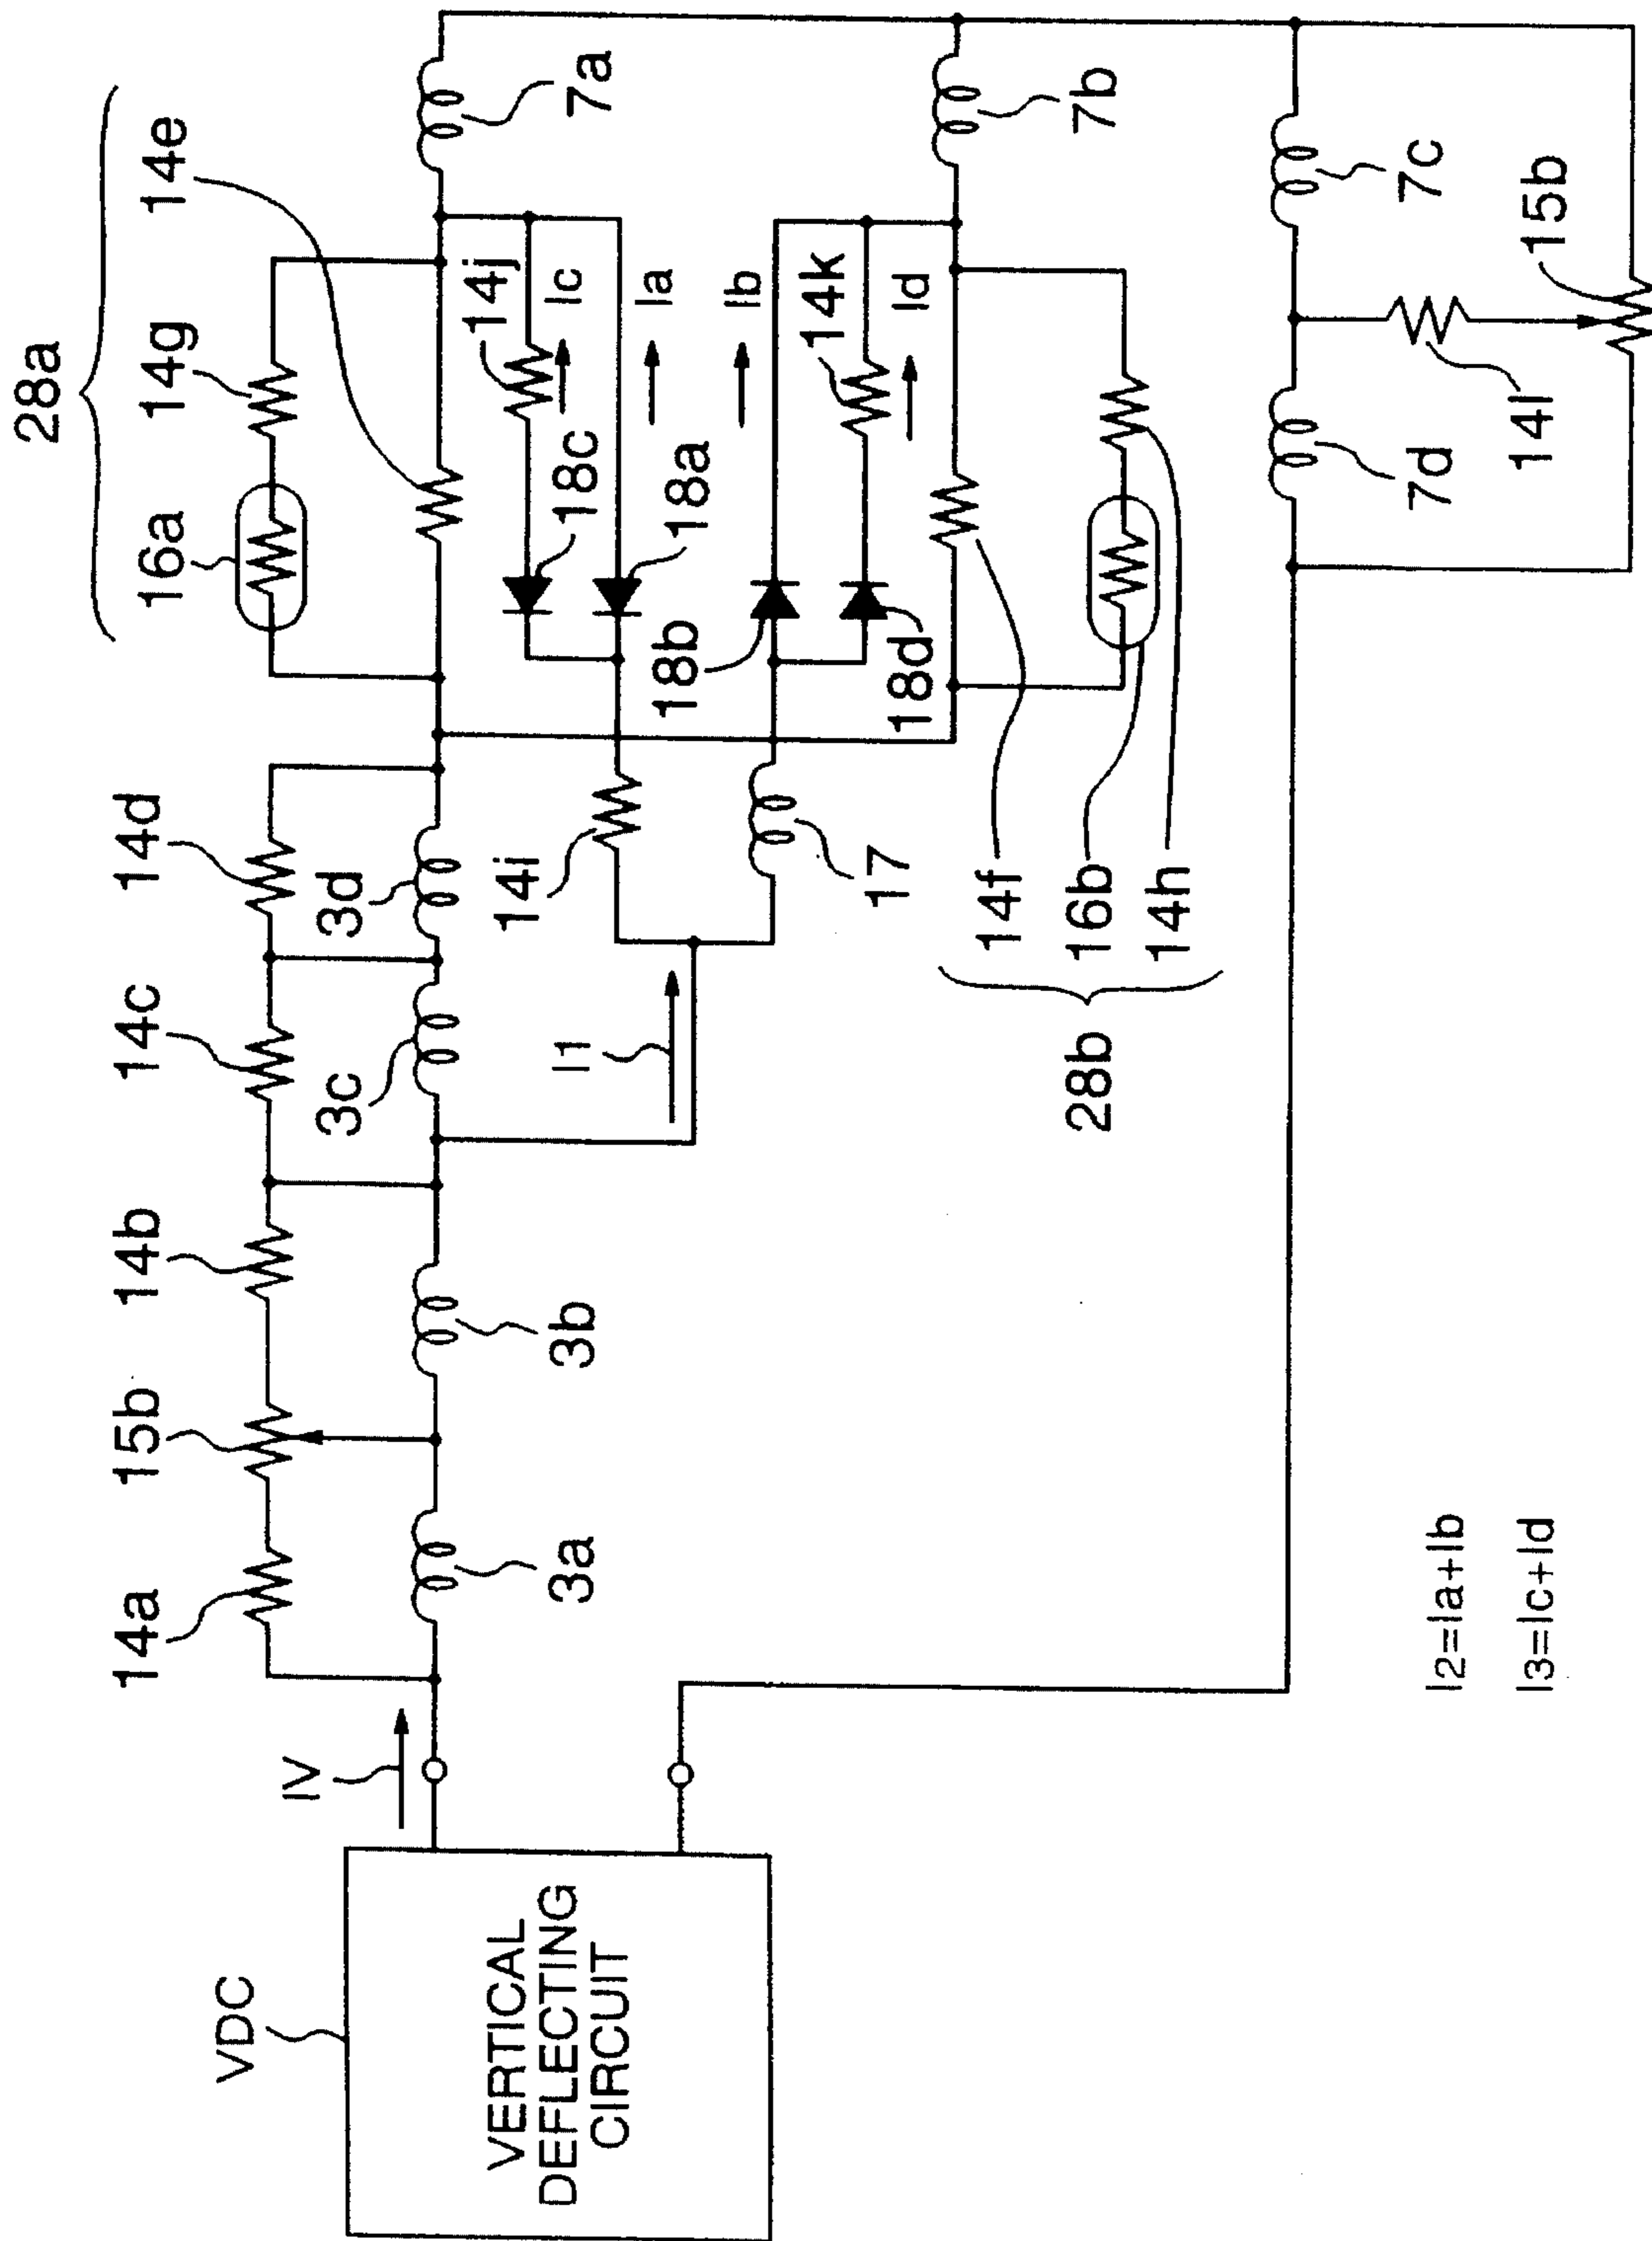 28a
16a
14g
14e
14d
14c
14b
15b
14a
3d
3c
3b
3a
7a
14j
Ic
18c
Ia
18a
Ib
18b
14k
Id
18d
7b
14i
17
I1
IV
VDC
VERTICAL
DEFLECTING
CIRCUIT
14f
16b
14h
28b
7d
7c
14l
15b
I2=Ia+Ib
I3=Ic+Id